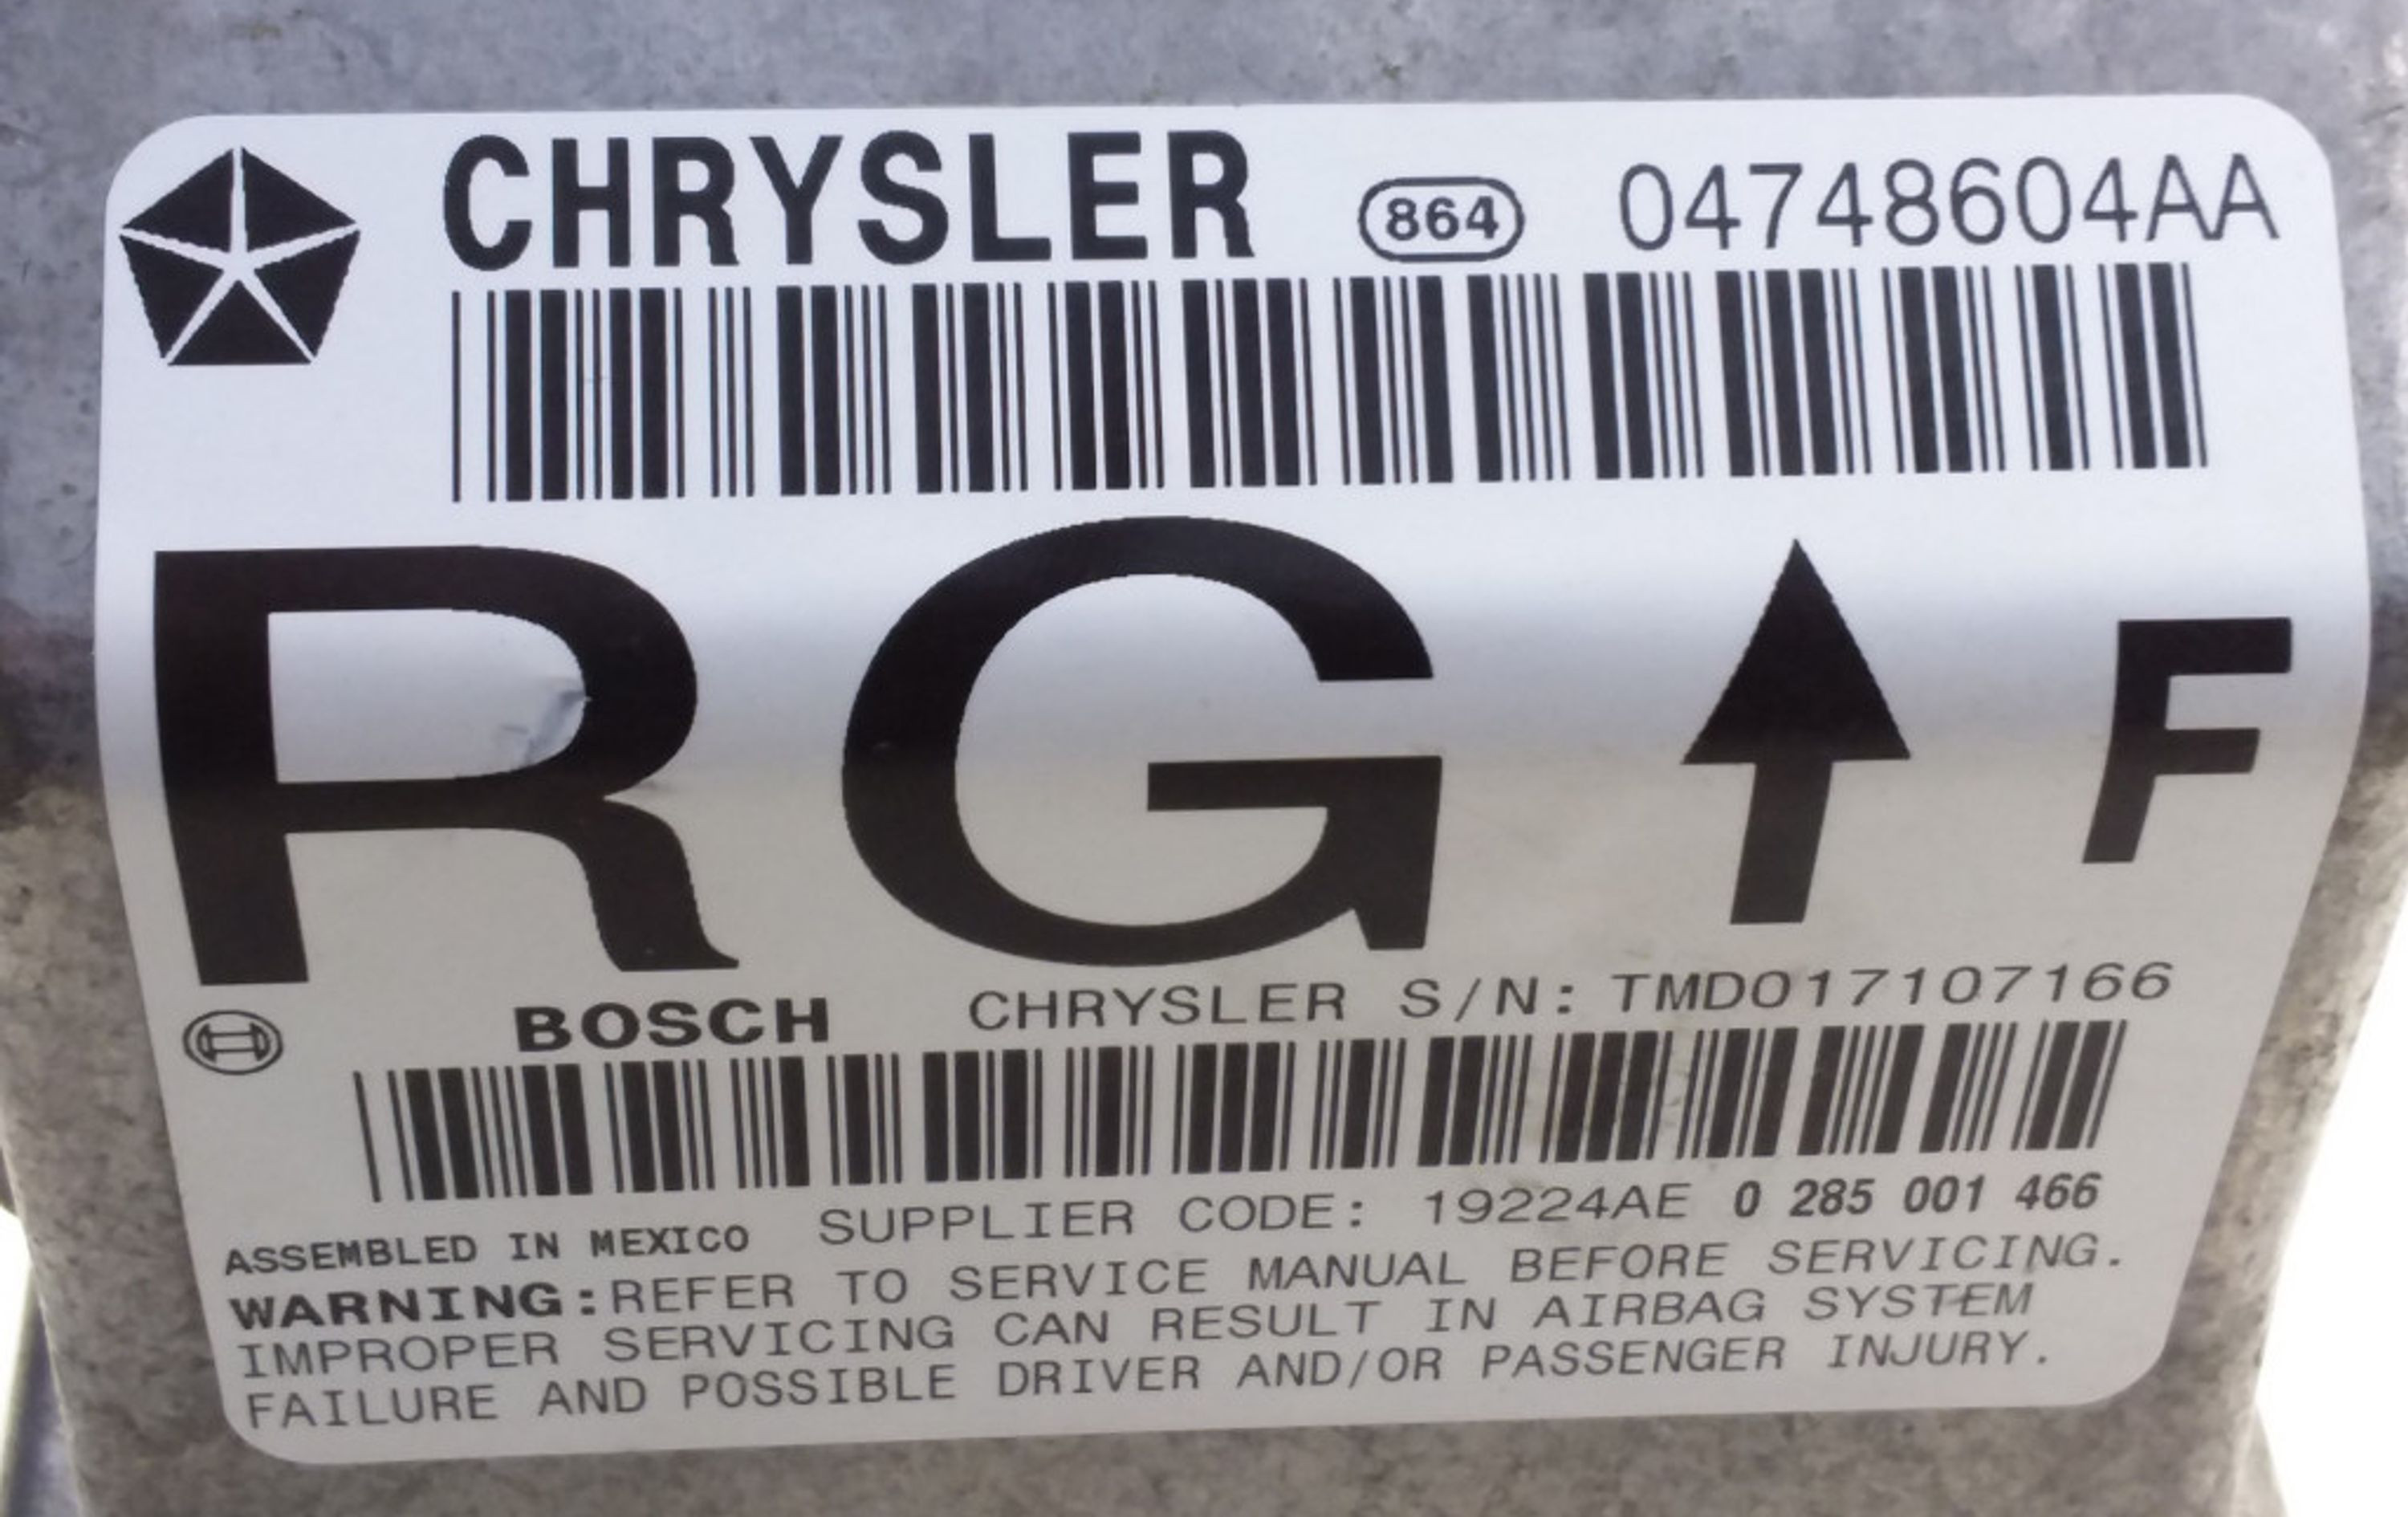 CHRYSLER 864 04748604AA
RG F
BOSCH CHRYSLER S/N: TMD017107166
ASSEMBLED IN MEXICO SUPPLIER CODE: 19224AE 0 285 001 466
WARNING:REFER TO SERVICE MANUAL BEFORE SERVICING.
IMPROPER SERVICING CAN RESULT IN AIRBAG SYSTEM
FAILURE AND POSSIBLE DRIVER AND/OR PASSENGER INJURY.